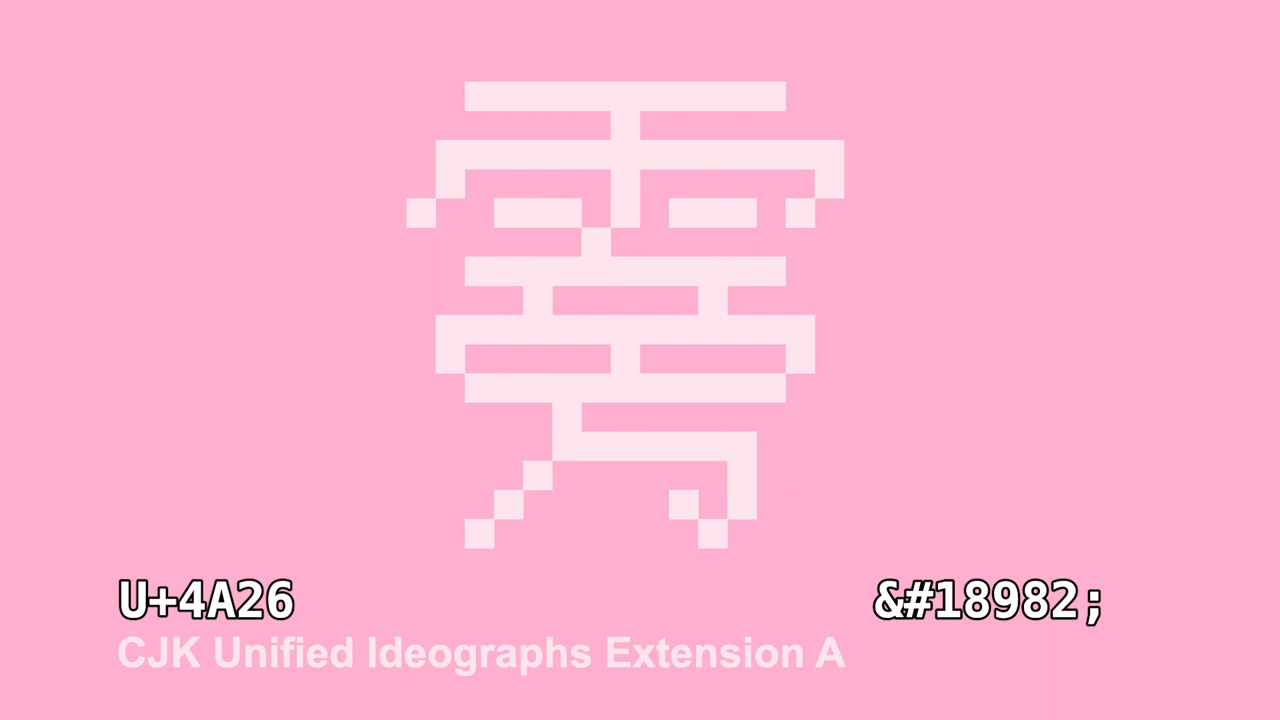 䨦
U+4A26 &#18982;
CJK Unified Ideographs Extension A